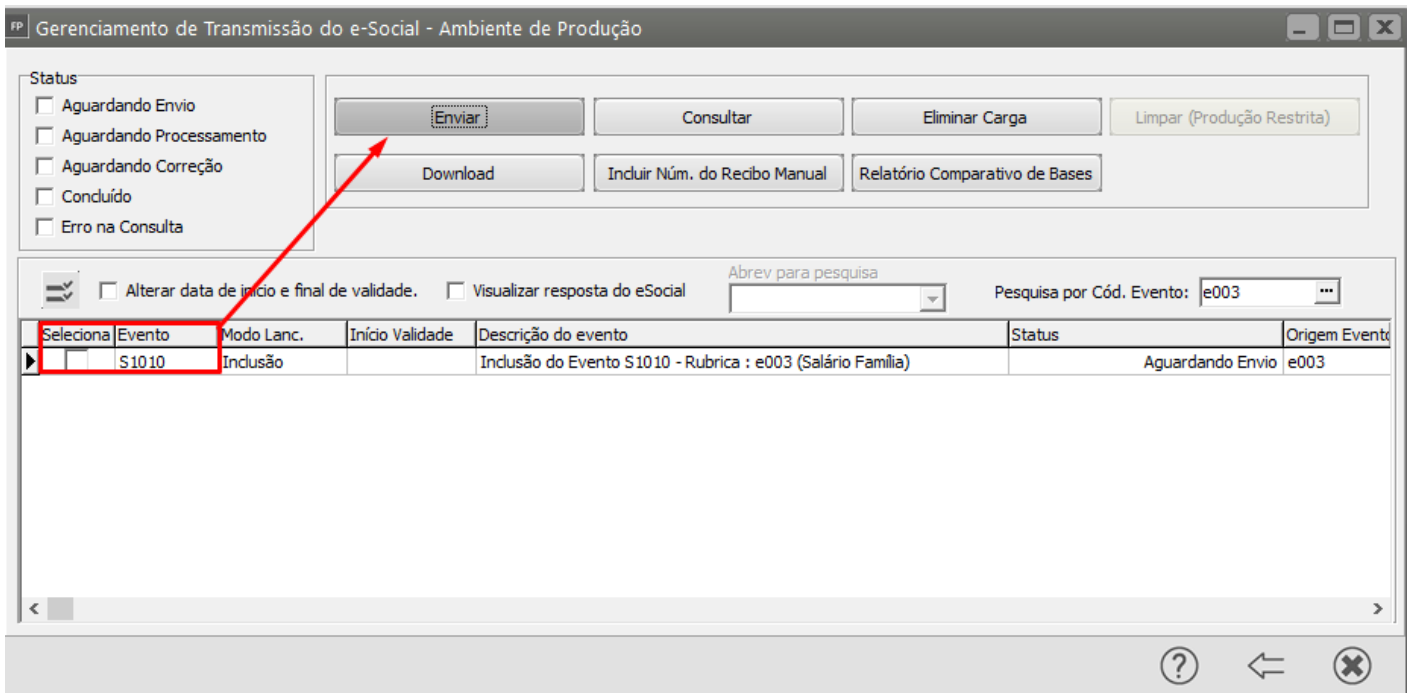 FP Gerenciamento de Transmissão do e-Social - Ambiente de Produção
Status
Aguardando Envio
Aguardando Processamento
Aguardando Correção
Concluído
Erro na Consulta
Enviar Consultar Eliminar Carga Limpar (Produção Restrita)
Download Incluir Núm. do Recibo Manual Relatório Comparativo de Bases
Abrev para pesquisa
Alterar data de início e final de validade. Visualizar resposta do eSocial Pesquisa por Cód. Evento: e003 ...
Seleciona Evento Modo Lanc. Início Validade Descrição do evento Status Origem Evento
S1010 Inclusão Inclusão do Evento S1010 - Rubrica : e003 (Salário Família) Aguardando Envio e003